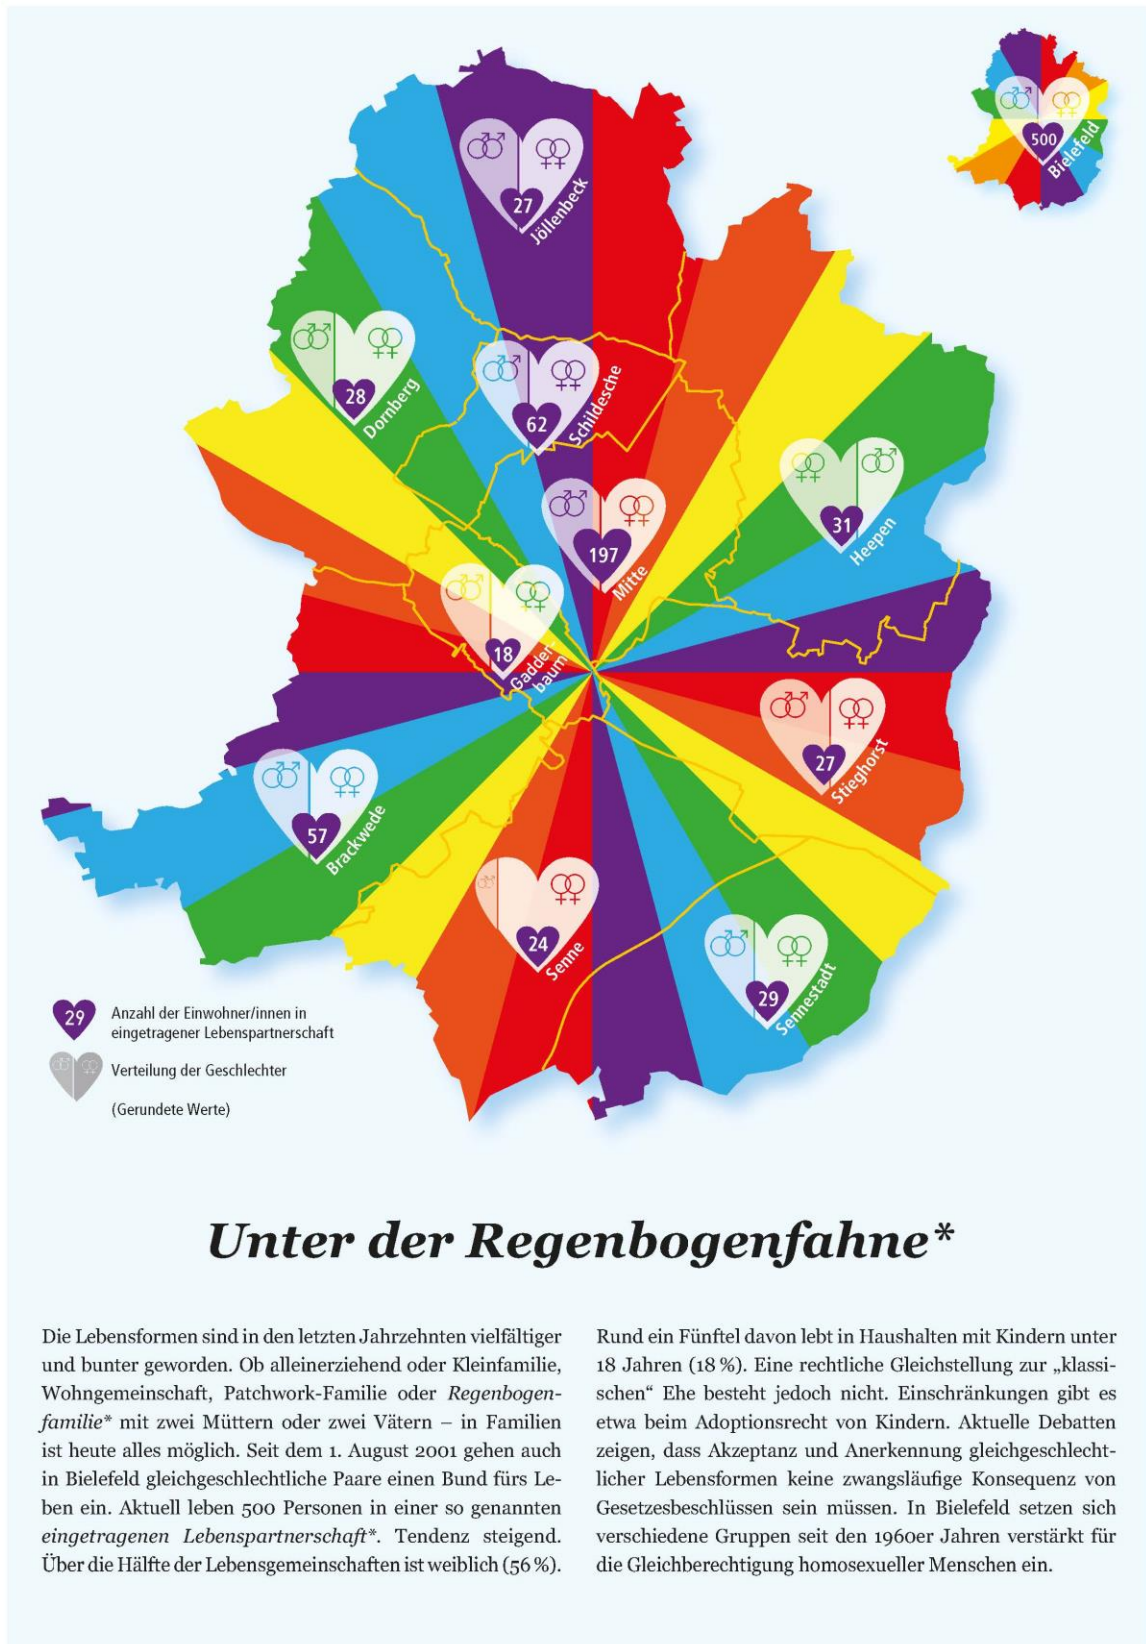 500
Bielefeld
27
Jöllenbeck
28
Dornberg
62
Schildesche
31
Heepen
197
Mitte
18
Gadder-
baum
27
Stieghorst
57
Brackwede
24
Senne
29
Sennestadt
29
Anzahl der Einwohner/innen in
eingetragener Lebenspartnerschaft
Verteilung der Geschlechter
(Gerundete Werte)
Unter der Regenbogenfahne*
Die Lebensformen sind in den letzten Jahrzehnten vielfältiger
und bunter geworden. Ob alleinerziehend oder Kleinfamilie,
Wohngemeinschaft, Patchwork-Familie oder Regenbogen-
familie* mit zwei Müttern oder zwei Vätern – in Familien
ist heute alles möglich. Seit dem 1. August 2001 gehen auch
in Bielefeld gleichgeschlechtliche Paare einen Bund fürs Le-
ben ein. Aktuell leben 500 Personen in einer so genannten
eingetragenen Lebenspartnerschaft*. Tendenz steigend.
Über die Hälfte der Lebensgemeinschaften ist weiblich (56 %).
Rund ein Fünftel davon lebt in Haushalten mit Kindern unter
18 Jahren (18 %). Eine rechtliche Gleichstellung zur „klassi-
schen“ Ehe besteht jedoch nicht. Einschränkungen gibt es
etwa beim Adoptionsrecht von Kindern. Aktuelle Debatten
zeigen, dass Akzeptanz und Anerkennung gleichgeschlecht-
licher Lebensformen keine zwangsläufige Konsequenz von
Gesetzesbeschlüssen sein müssen. In Bielefeld setzen sich
verschiedene Gruppen seit den 1960er Jahren verstärkt für
die Gleichberechtigung homosexueller Menschen ein.